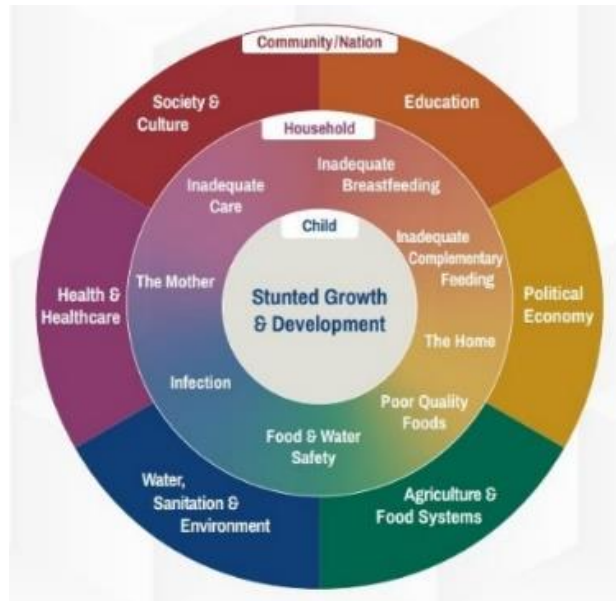 Community/Nation
Society &
Culture
Education
Household
Inadequate
Breastfeeding
Inadequate
Care
Child
Inadequate
Complementary
Feeding
The Mother
Stunted Growth
& Development
Health &
Healthcare
Political
Economy
The Home
Infection
Poor Quality
Foods
Food & Water
Safety
Water,
Sanitation &
Environment
Agriculture &
Food Systems